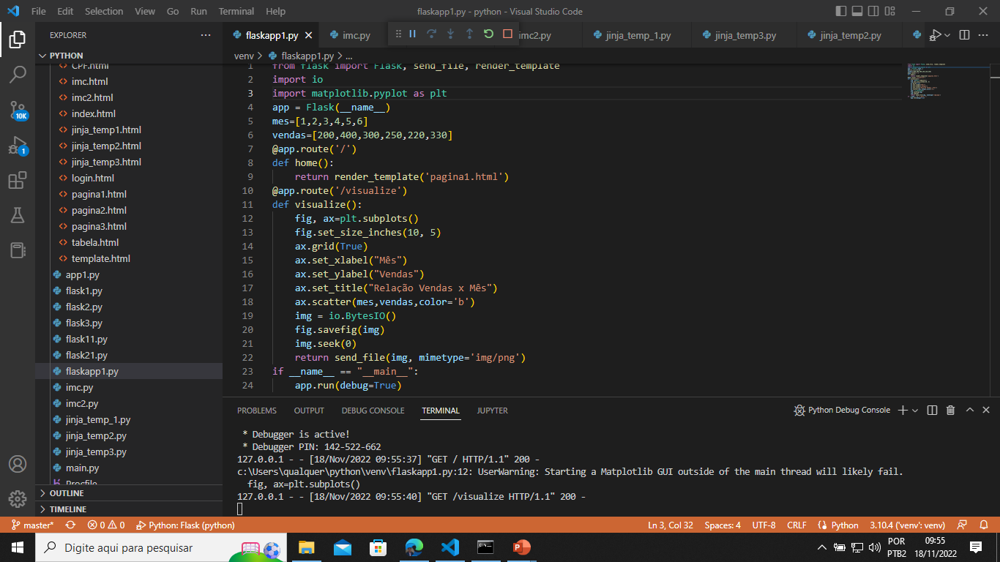 File Edit Selection View Go Run Terminal Help
flaskapp1.py - python - Visual Studio Code
EXPLORER
flaskapp1.py
imc.py
imc2.py
jinja_temp_1.py
jinja_temp3.py
jinja_temp2.py
PYTHON
venv > flaskapp1.py > ...
CPF.html
imc.html
imc2.html
index.html
jinja_temp1.html
jinja_temp2.html
jinja_temp3.html
login.html
pagina1.html
pagina2.html
pagina3.html
tabela.html
template.html
app1.py
flask1.py
flask2.py
flask3.py
flask11.py
flask21.py
flaskapp1.py
imc.py
imc2.py
jinja_temp_1.py
jinja_temp2.py
jinja_temp3.py
main.py
Procfile
OUTLINE
TIMELINE
10K
1
1 from flask import Flask, send_file, render_template
2 import io
3 import matplotlib.pyplot as plt
4 app = Flask(__name__)
5 mes=[1,2,3,4,5,6]
6 vendas=[200,400,300,250,220,330]
7 @app.route('/')
8 def home():
9 return render_template('pagina1.html')
10 @app.route('/visualize')
11 def visualize():
12 fig, ax=plt.subplots()
13 fig.set_size_inches(10, 5)
14 ax.grid(True)
15 ax.set_xlabel("Mês")
16 ax.set_ylabel("Vendas")
17 ax.set_title("Relação Vendas x Mês")
18 ax.scatter(mes,vendas,color='b')
19 img = io.BytesIO()
20 fig.savefig(img)
21 img.seek(0)
22 return send_file(img, mimetype='img/png')
23 if __name__ == "__main__":
24 app.run(debug=True)
PROBLEMS OUTPUT DEBUG CONSOLE TERMINAL JUPYTER
Python Debug Console
* Debugger is active!
* Debugger PIN: 142-522-662
127.0.0.1 - - [18/Nov/2022 09:55:37] "GET / HTTP/1.1" 200 -
c:\Users\qualquer\python\venv\flaskapp1.py:12: UserWarning: Starting a Matplotlib GUI outside of the main thread will likely fail.
fig, ax=plt.subplots()
127.0.0.1 - - [18/Nov/2022 09:55:40] "GET /visualize HTTP/1.1" 200 -
master* 0 0 Python: Flask (python)
Ln 3, Col 32 Spaces: 4 UTF-8 CRLF Python 3.10.4 ('venv': venv)
Digite aqui para pesquisar
POR
PTB2
09:55
18/11/2022